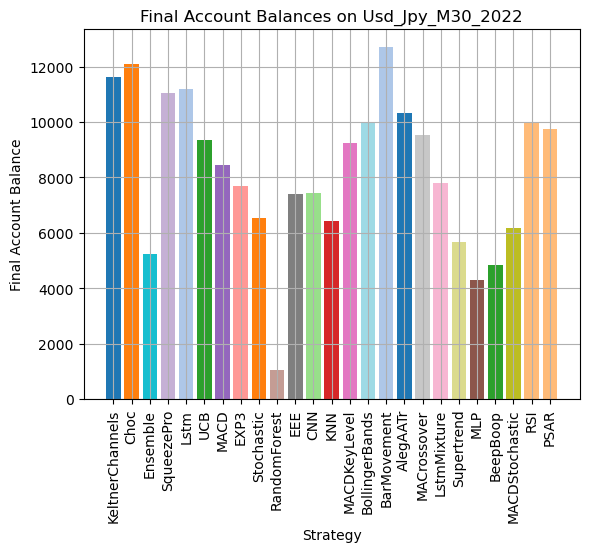 Final Account Balances on Usd_Jpy_M30_2022
Final Account Balance
12000
10000
8000
6000
4000
2000
0
KeltnerChannels
Choc
Ensemble
SqueezePro
Lstm
UCB
MACD
EXP3
Stochastic
RandomForest
EEE
CNN
KNN
MACDKeyLevel
BollingerBands
BarMovement
AlegAATr
MACrossover
LstmMixture
Supertrend
MLP
BeepBoop
MACDStochastic
RSI
PSAR
Strategy